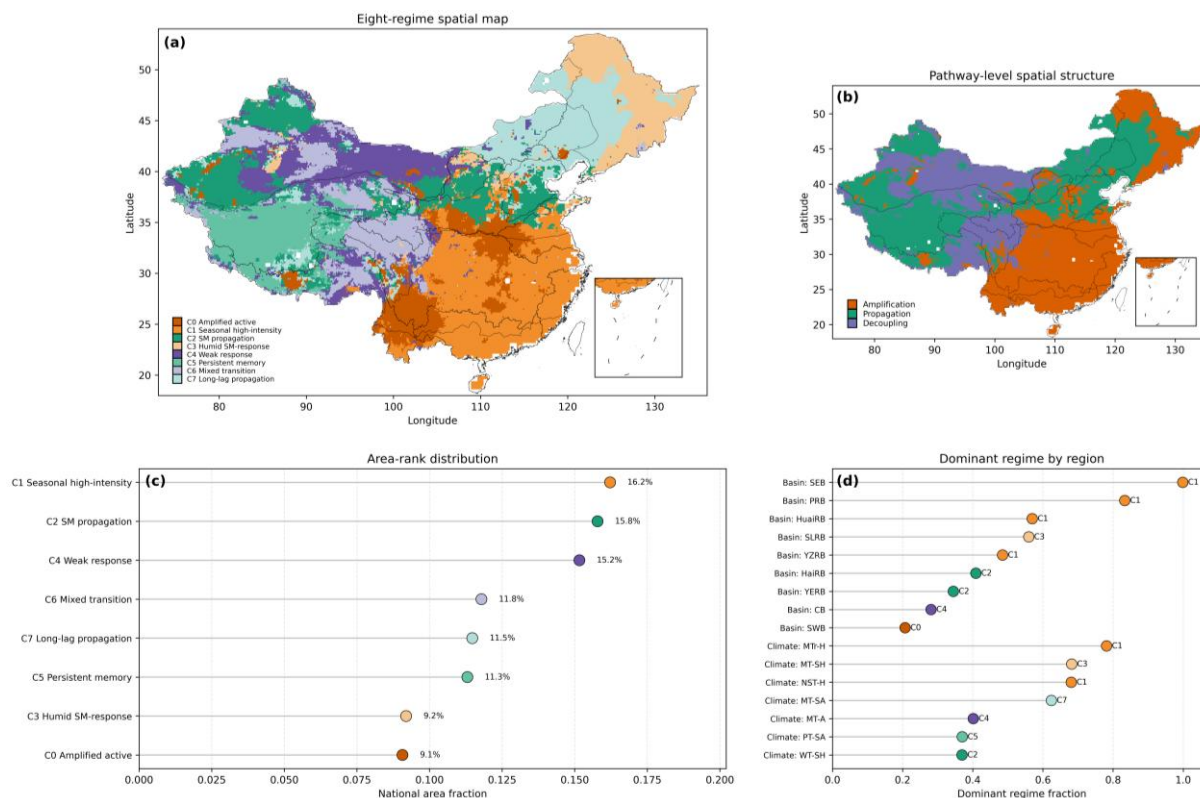 Eight-regime spatial map
(a)
50
45
40
35
30
25
20
Latitude
C0 Amplified active
C1 Seasonal high-intensity
C2 SM propagation
C3 Humid SM-response
C4 Weak response
C5 Persistent memory
C6 Mixed transition
C7 Long-lag propagation
80 90 100 110 120 130
Longitude
Pathway-level spatial structure
(b)
50
45
40
35
30
25
20
Latitude
Amplification
Propagation
Decoupling
80 90 100 110 120 130
Longitude
Area-rank distribution
(c)
C1 Seasonal high-intensity 16.2%
C2 SM propagation 15.8%
C4 Weak response 15.2%
C6 Mixed transition 11.8%
C7 Long-lag propagation 11.5%
C5 Persistent memory 11.3%
C3 Humid SM-response 9.2%
C0 Amplified active 9.1%
0.000 0.025 0.050 0.075 0.100 0.125 0.150 0.175 0.200
National area fraction
Dominant regime by region
(d)
Basin: SEB C1
Basin: PRB C1
Basin: HuaiRB C1
Basin: SLRB C3
Basin: YZRB C1
Basin: HaiRB C2
Basin: YERB C2
Basin: CB C4
Basin: SWB C0
Climate: MTr-H C1
Climate: MT-SH C3
Climate: NST-H C1
Climate: MT-SA C7
Climate: MT-A C4
Climate: PT-SA C5
Climate: WT-SH C2
0.0 0.2 0.4 0.6 0.8 1.0
Dominant regime fraction